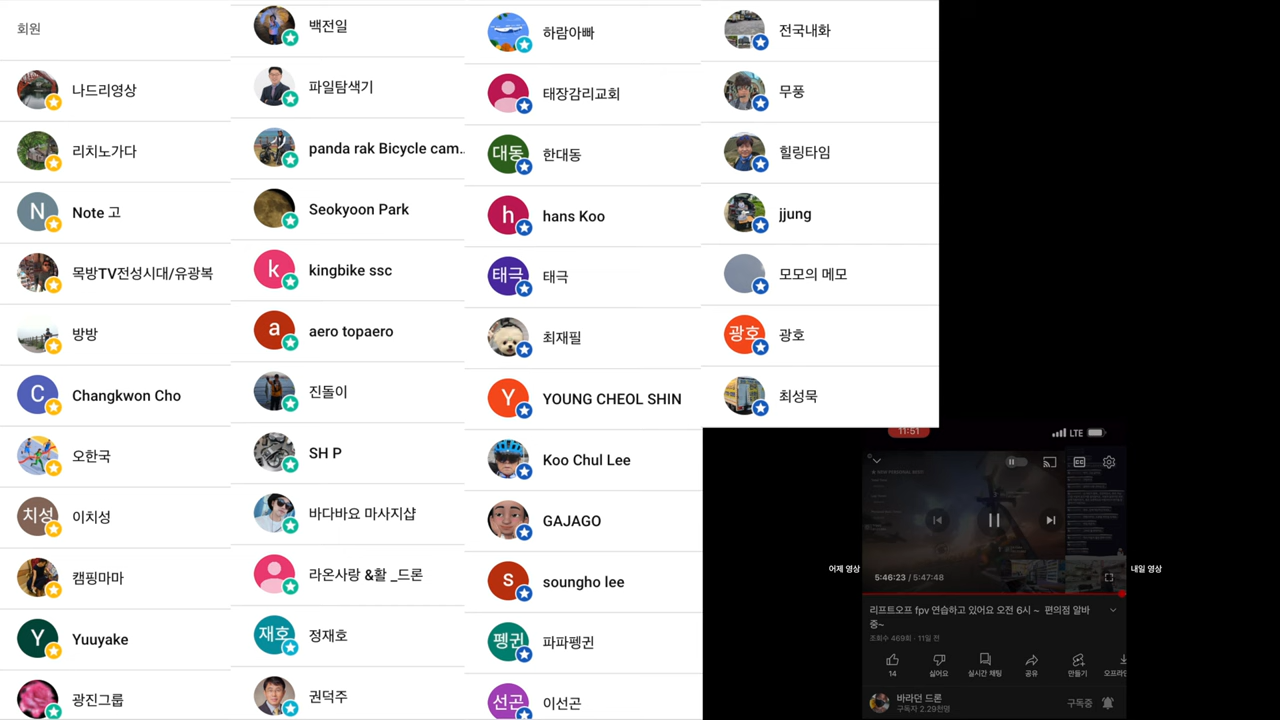 회원
나드리영상
리치노가다
N
Note 고
목방TV전성시대/유광복
방방
C
Changkwon Cho
오한국
치성
이치성
캠핑마마
Y
Yuuyake
광진그룹
백전일
파일탐색기
panda rak Bicycle cam..
Seokyoon Park
k
kingbike ssc
a
aero topaero
진돌이
SH P
바다바요 마시지샵
라온사랑 &활 _드론
재호
정재호
권덕주
하람아빠
태장감리교회
대동
한대동
h
hans Koo
태극
태극
최재필
Y
YOUNG CHEOL SHIN
Koo Chul Lee
GAJAGO
s
soungho lee
펭귄
파파펭귄
선곤
이선곤
전국내화
무풍
힐링타임
jjung
모모의 메모
광호
광호
최성묵
11:51
LTE
CC
5:46:23 / 5:47:48
어제 영상
내일 영상
리프트오프 fpv 연습하고 있어요 오전 6시 ~ 편의점 알바
중~
조회수 469회 · 11일 전
14
싫어요
실시간 채팅
공유
만들기
오프라인
바라던 드론
구독자 2.29천명
구독중